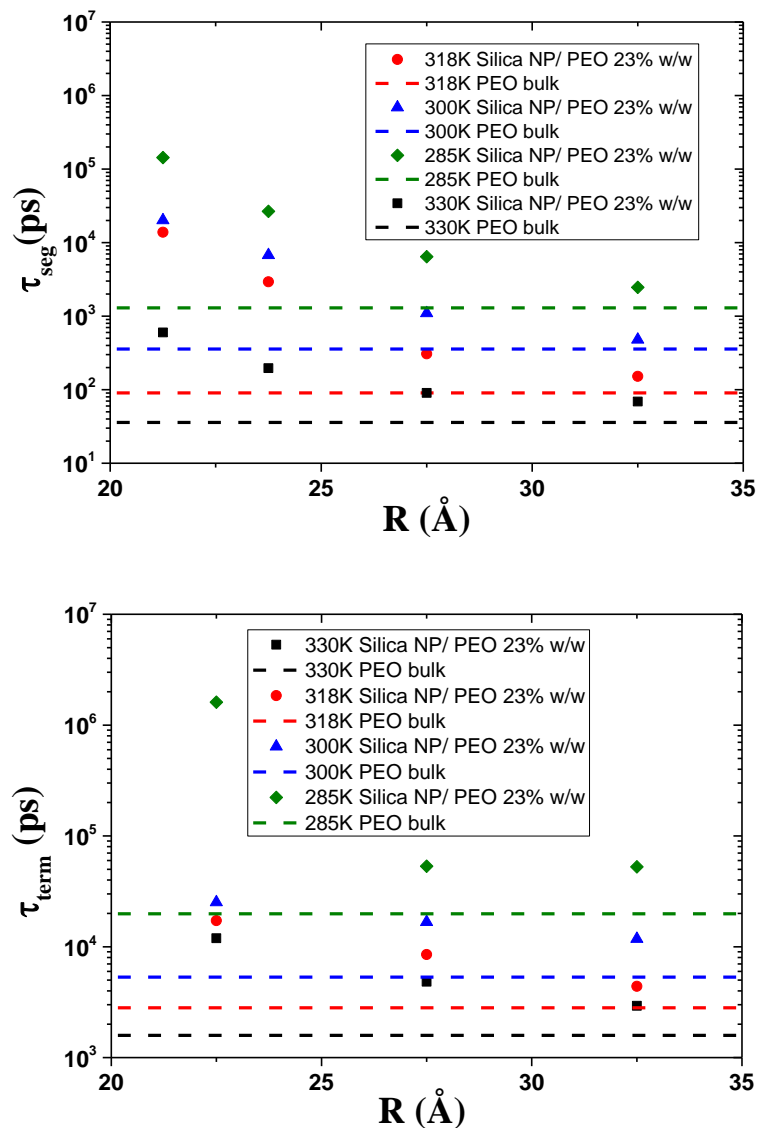 10^7
318K Silica NP/ PEO 23% w/w
318K PEO bulk
10^6
300K Silica NP/ PEO 23% w/w
300K PEO bulk
285K Silica NP/ PEO 23% w/w
10^5
285K PEO bulk
330K Silica NP/ PEO 23% w/w
330K PEO bulk
10^4
τ_seg(ps)
10^3
10^2
10^1
20 25 30 35
R (Å)
10^7
330K Silica NP/ PEO 23% w/w
330K PEO bulk
318K Silica NP/ PEO 23% w/w
10^6
318K PEO bulk
300K Silica NP/ PEO 23% w/w
300K PEO bulk
285K Silica NP/ PEO 23% w/w
285K PEO bulk
10^5
τ_term (ps)
10^4
10^3
20 25 30 35
R (Å)